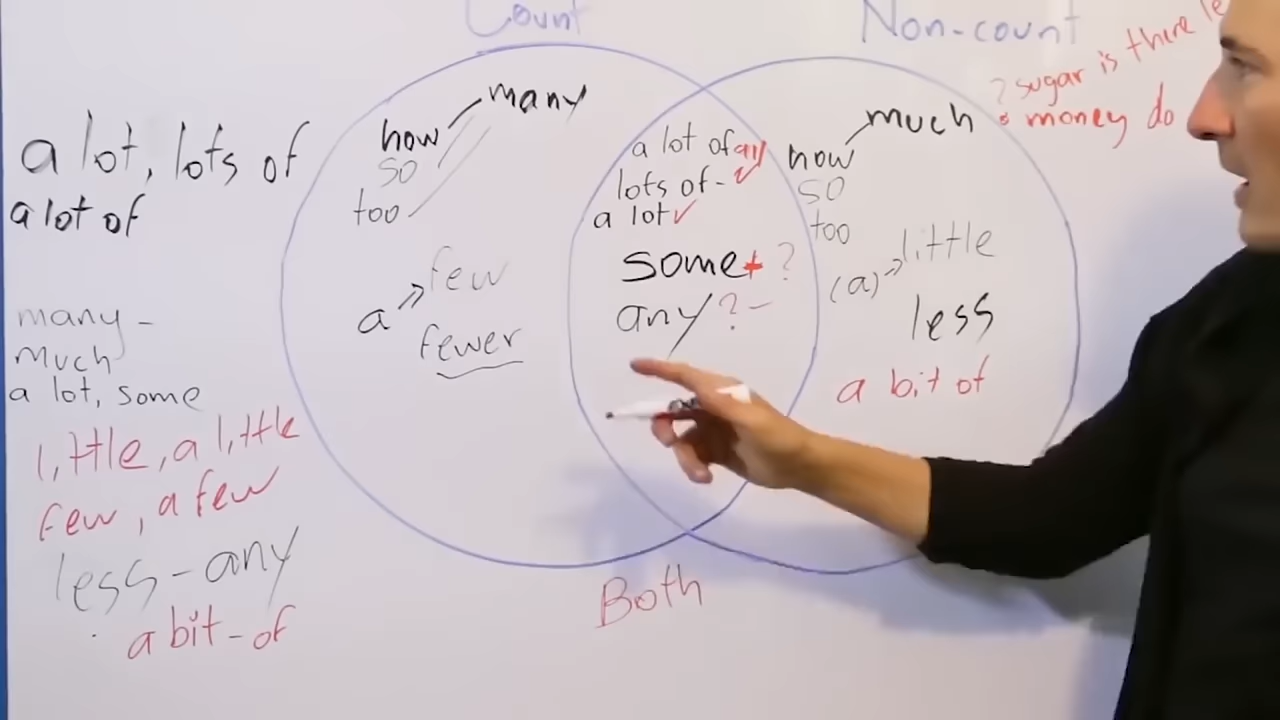 Count
Non-count
? sugar is there le
money do
a lot, lots of
a lot of
many -
much
a lot, some
little, a little
few, a few
less - any
a bit - of
many
how
so
too
a few
fewer
a lot of
lots of - ✓
a lot ✓
some + ?
any ? -
much
how
so
too
(a) little
less
a bit of
Both